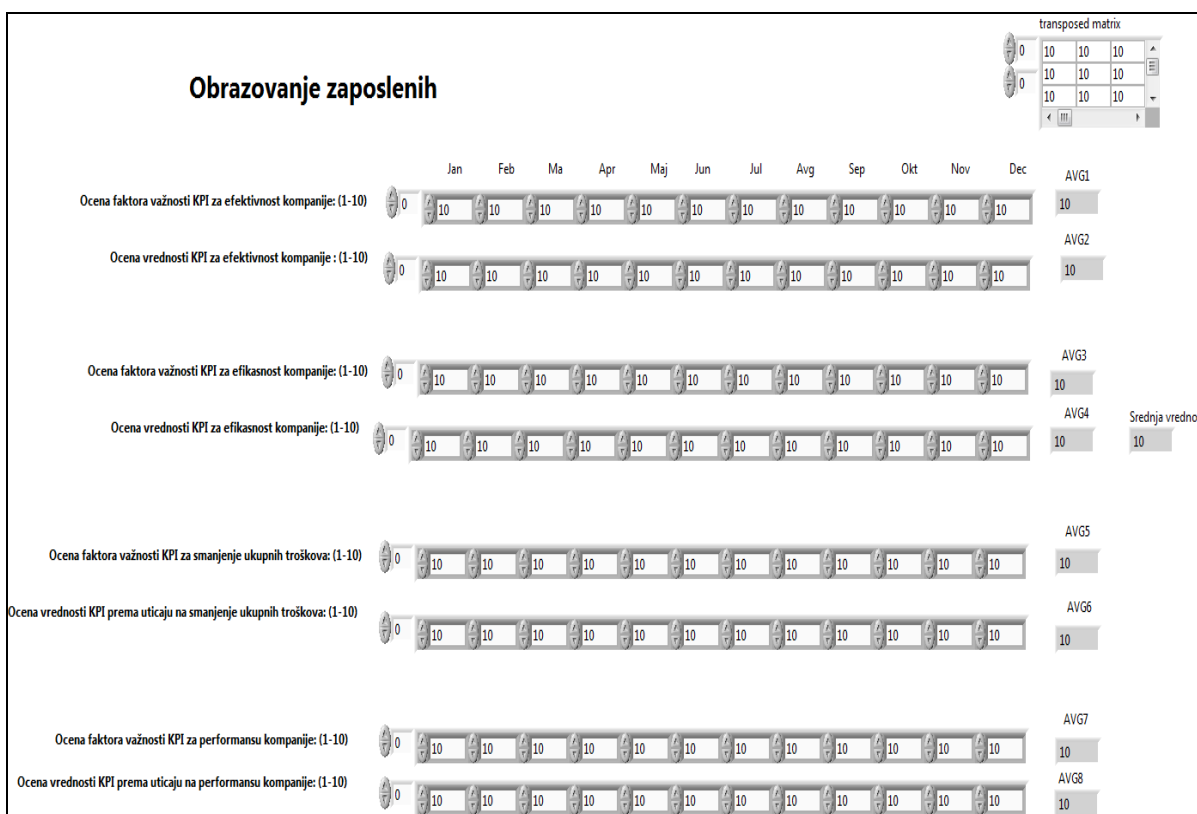 transposed matrix
0 10 10 10
0 10 10 10
10 10 10
Obrazovanje zaposlenih
Jan Feb Ma Apr Maj Jun Jul Avg Sep Okt Nov Dec
AVG1
Ocena faktora važnosti KPI za efektivnost kompanije: (1-10) 0 10 10 10 10 10 10 10 10 10 10 10 10 10
AVG2
Ocena vrednosti KPI za efektivnost kompanije : (1-10) 0 10 10 10 10 10 10 10 10 10 10 10 10 10
AVG3
Ocena faktora važnosti KPI za efikasnost kompanije: (1-10) 0 10 10 10 10 10 10 10 10 10 10 10 10 10
AVG4 Srednja vredno
Ocena vrednosti KPI za efikasnost kompanije: (1-10) 0 10 10 10 10 10 10 10 10 10 10 10 10 10 10
AVG5
Ocena faktora važnosti KPI za smanjenje ukupnih troškova: (1-10) 0 10 10 10 10 10 10 10 10 10 10 10 10 10
AVG6
Ocena vrednosti KPI prema uticaju na smanjenje ukupnih troškova: (1-10) 0 10 10 10 10 10 10 10 10 10 10 10 10 10
AVG7
Ocena faktora važnosti KPI za performansu kompanije: (1-10) 0 10 10 10 10 10 10 10 10 10 10 10 10 10
AVG8
Ocena vrednosti KPI prema uticaju na performansu kompanije: (1-10) 0 10 10 10 10 10 10 10 10 10 10 10 10 10